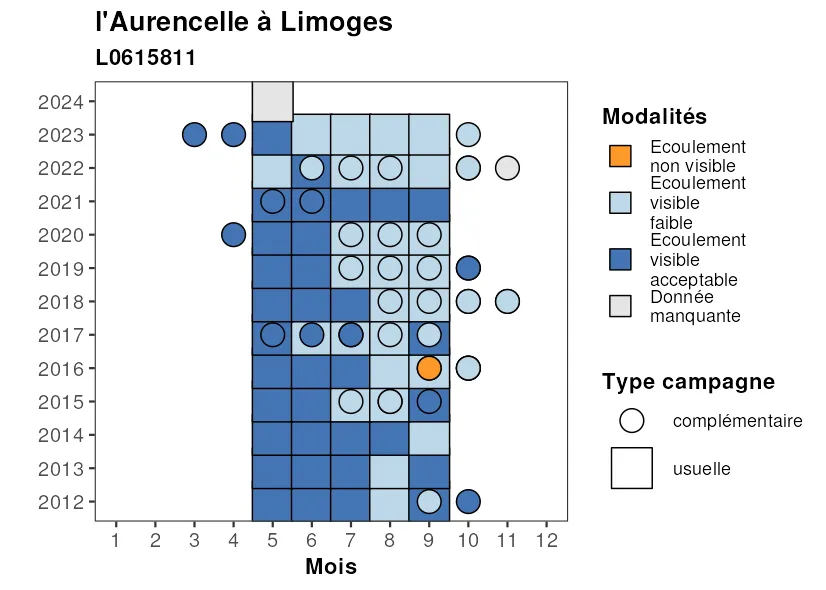 l'Aurencelle à Limoges
L0615811
2024
2023
2022
2021
2020
2019
2018
2017
2016
2015
2014
2013
2012
1 2 3 4 5 6 7 8 9 10 11 12
Mois
Modalités
Ecoulement
non visible
Ecoulement
visible
faible
Ecoulement
visible
acceptable
Donnée
manquante
Type campagne
complémentaire
usuelle